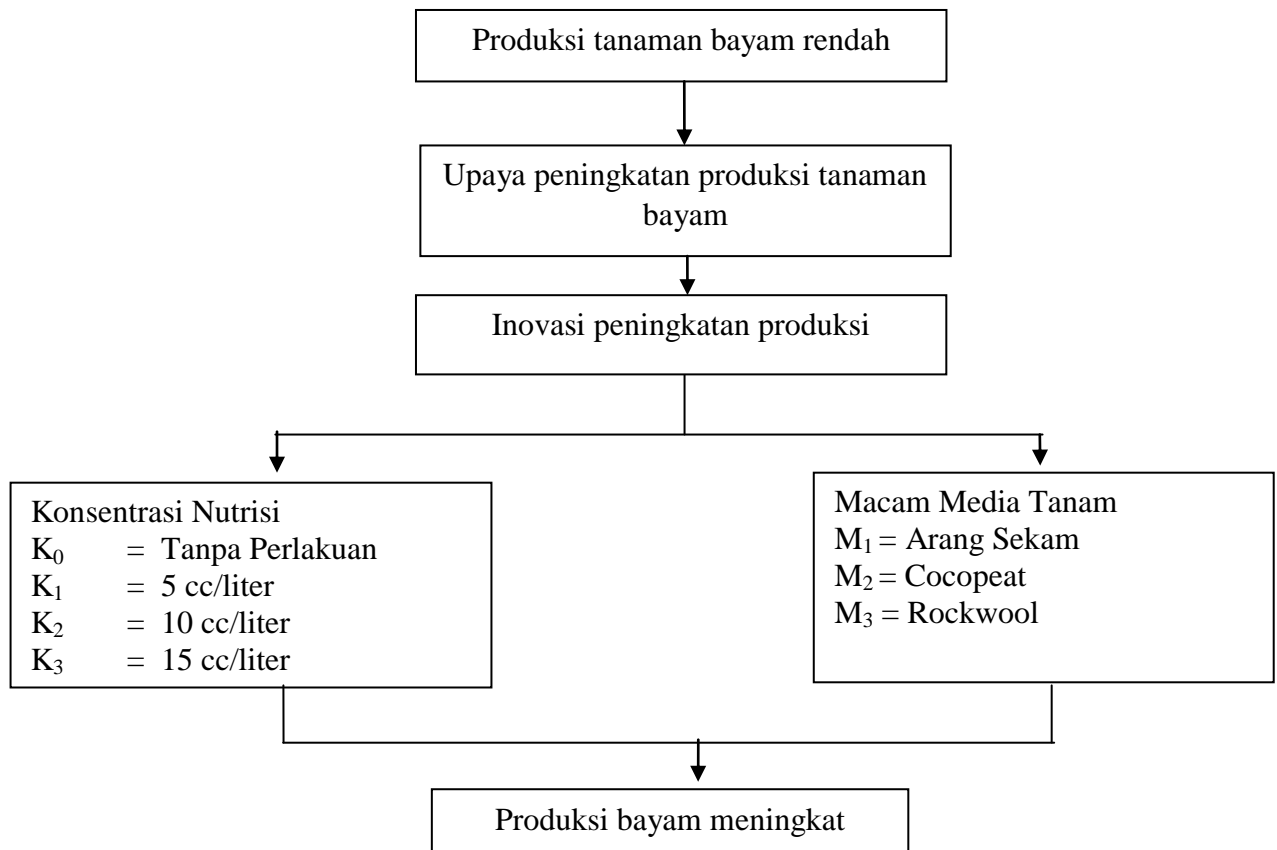 Produksi tanaman bayam rendah
Upaya peningkatan produksi tanaman
bayam
Inovasi peningkatan produksi
Konsentrasi Nutrisi
K₀ = Tanpa Perlakuan
K₁ = 5 cc/liter
K₂ = 10 cc/liter
K₃ = 15 cc/liter
Macam Media Tanam
M₁ = Arang Sekam
M₂ = Cocopeat
M₃ = Rockwool
Produksi bayam meningkat